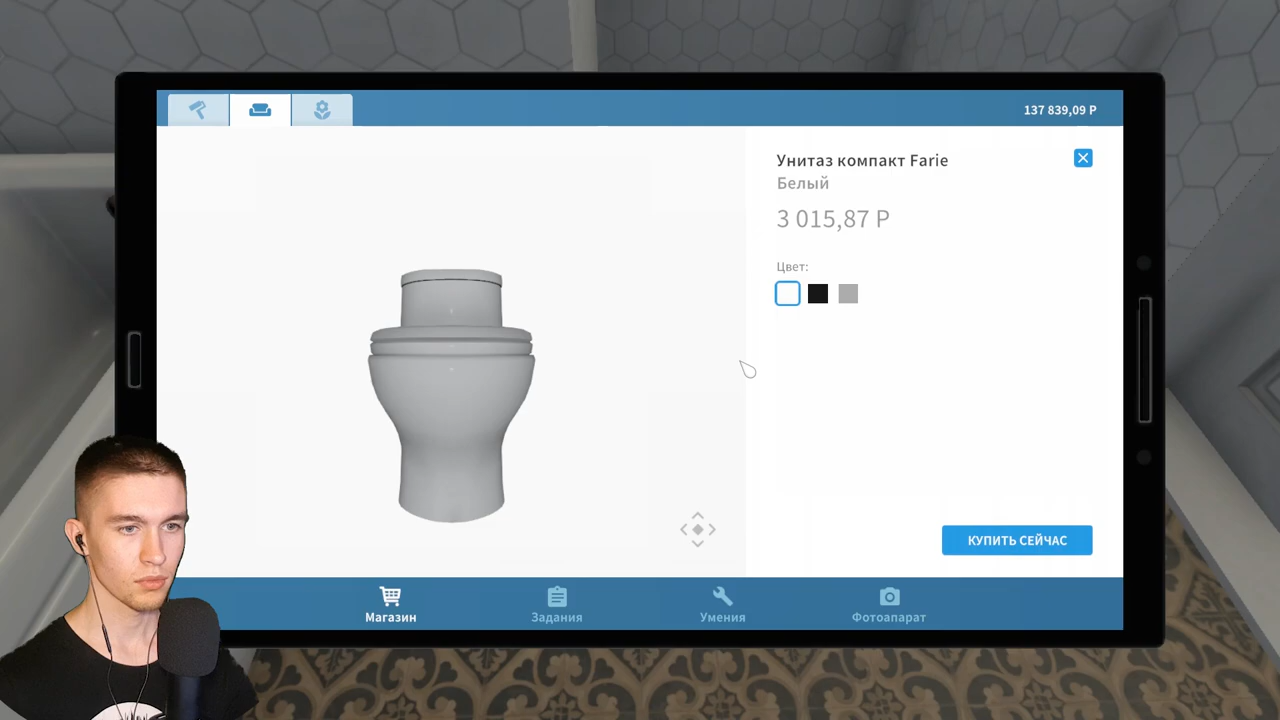 137 839,09 Р
Унитаз компакт Farie
Белый
3 015,87 Р
Цвет:
КУПИТЬ СЕЙЧАС
Магазин
Задания
Умения
Фотоапарат